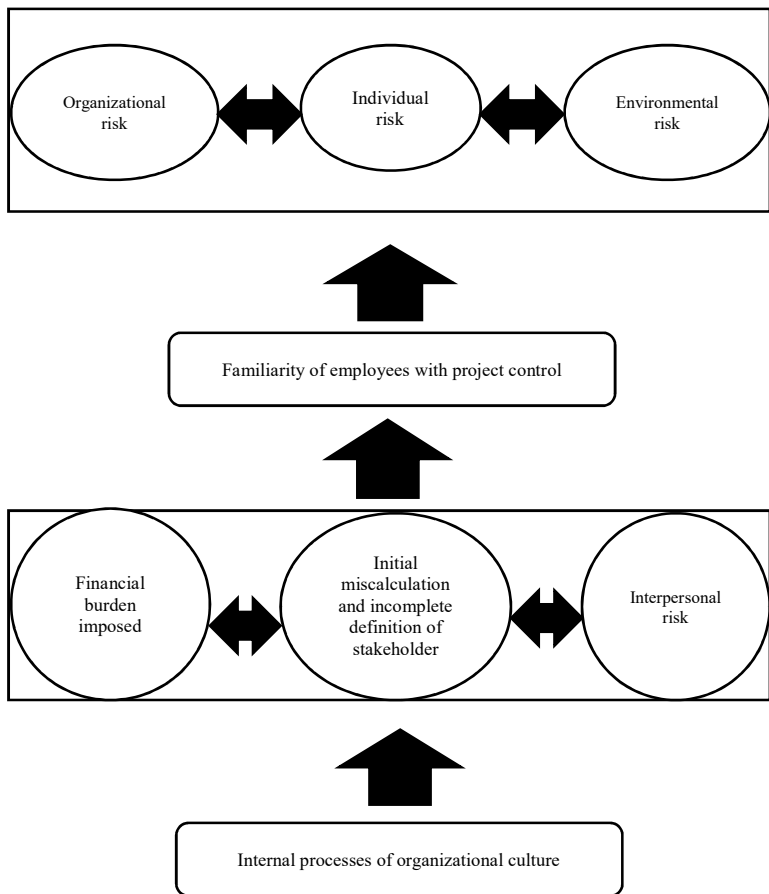 Organizational
risk
Individual
risk
Environmental
risk
Familiarity of employees with project control
Financial
burden
imposed
Initial
miscalculation
and incomplete
definition of
stakeholder
Interpersonal
risk
Internal processes of organizational culture